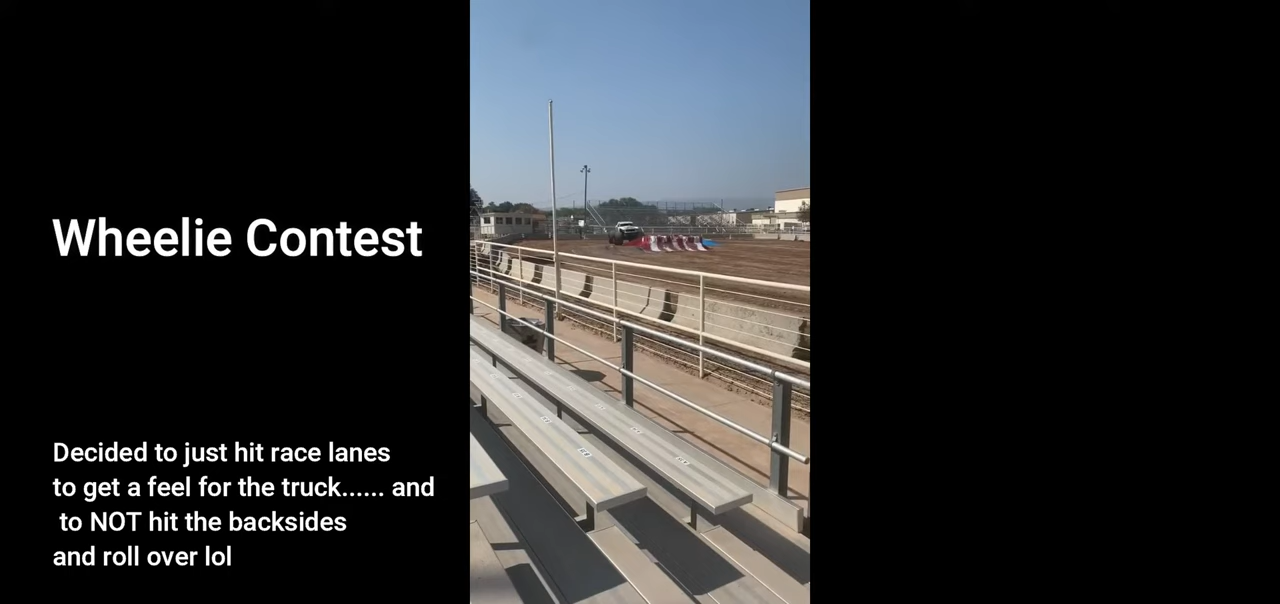 Wheelie Contest
Decided to just hit race lanes
to get a feel for the truck...... and
to NOT hit the backsides
and roll over lol